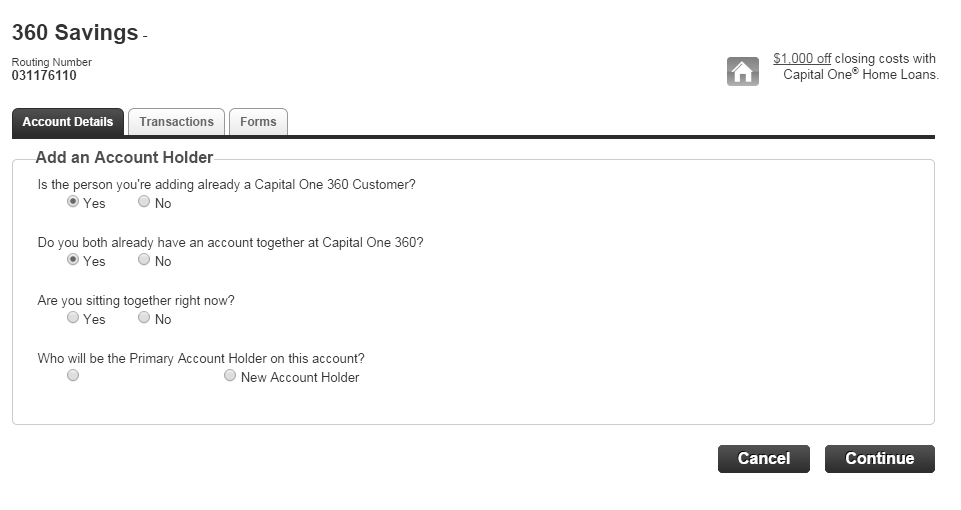 360 Savings -
Routing Number
031176110
$1,000 off closing costs with
Capital One® Home Loans.
Account Details
Transactions
Forms
Add an Account Holder
Is the person you're adding already a Capital One 360 Customer?
Yes No
Do you both already have an account together at Capital One 360?
Yes No
Are you sitting together right now?
Yes No
Who will be the Primary Account Holder on this account?
New Account Holder
Cancel
Continue